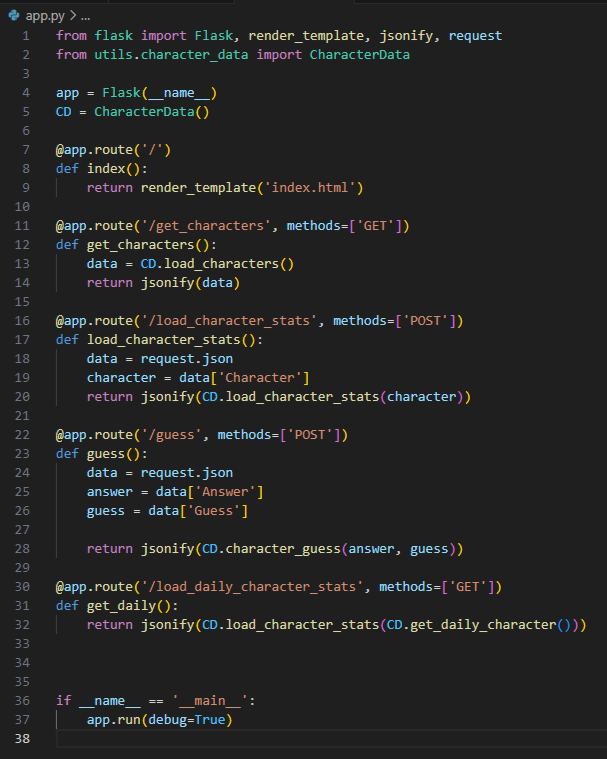 app.py > ...
1 from flask import Flask, render_template, jsonify, request
2 from utils.character_data import CharacterData
3
4 app = Flask(__name__)
5 CD = CharacterData()
6
7 @app.route('/')
8 def index():
9     return render_template('index.html')
10
11 @app.route('/get_characters', methods=['GET'])
12 def get_characters():
13     data = CD.load_characters()
14     return jsonify(data)
15
16 @app.route('/load_character_stats', methods=['POST'])
17 def load_character_stats():
18     data = request.json
19     character = data['Character']
20     return jsonify(CD.load_character_stats(character))
21
22 @app.route('/guess', methods=['POST'])
23 def guess():
24     data = request.json
25     answer = data['Answer']
26     guess = data['Guess']
27
28     return jsonify(CD.character_guess(answer, guess))
29
30 @app.route('/load_daily_character_stats', methods=['GET'])
31 def get_daily():
32     return jsonify(CD.load_character_stats(CD.get_daily_character()))
33
34
35
36 if __name__ == '__main__':
37     app.run(debug=True)
38